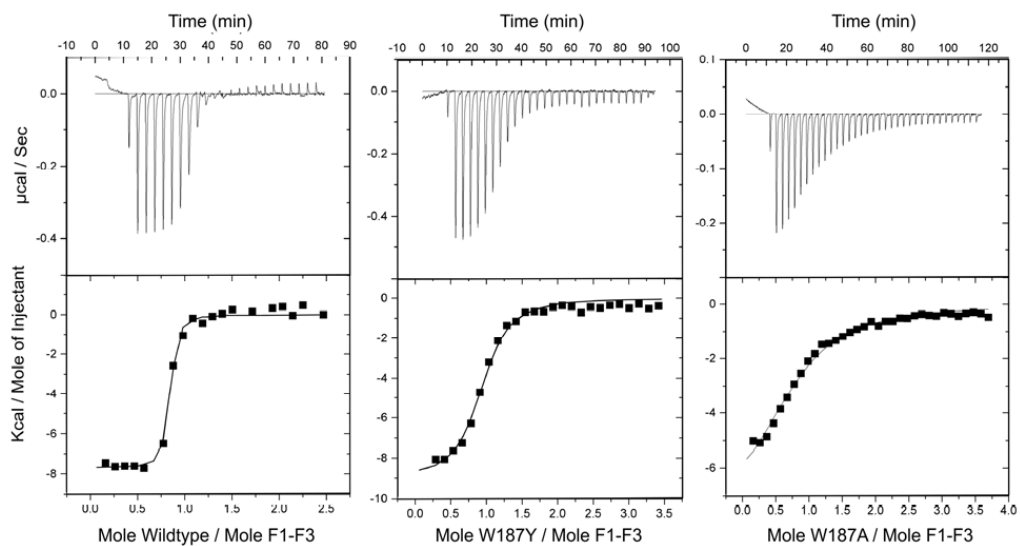 Time (min)
-10 0 10 20 30 40 50 60 70 80 90
0.0
-0.2
-0.4
µcal / Sec
0
-2
-4
-6
-8
Kcal / Mole of Injectant
0.0 0.5 1.0 1.5 2.0 2.5
Mole Wildtype / Mole F1-F3
Time (min)
-10 0 10 20 30 40 50 60 70 80 90 100
0.0
-0.2
-0.4
0
-2
-4
-6
-8
-10
0.0 0.5 1.0 1.5 2.0 2.5 3.0 3.5
Mole W187Y / Mole F1-F3
Time (min)
0 20 40 60 80 100 120
0.1
0.0
-0.1
-0.2
0
-2
-4
-6
0.0 0.5 1.0 1.5 2.0 2.5 3.0 3.5 4.0
Mole W187A / Mole F1-F3